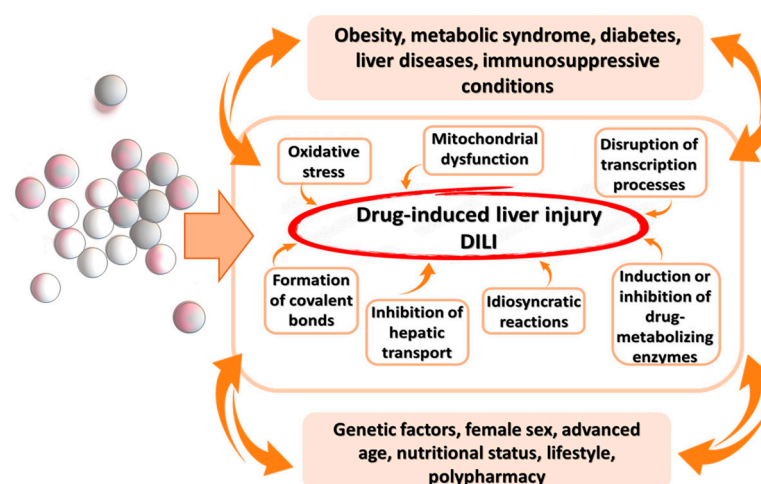 Obesity, metabolic syndrome, diabetes,
liver diseases, immunosuppressive
conditions
Oxidative
stress
Mitochondrial
dysfunction
Disruption of
transcription
processes
Drug-induced liver injury
DILI
Formation
of covalent
bonds
Inhibition of
hepatic
transport
Idiosyncratic
reactions
Induction or
inhibition of
drug-
metabolizing
enzymes
Genetic factors, female sex, advanced
age, nutritional status, lifestyle,
polypharmacy